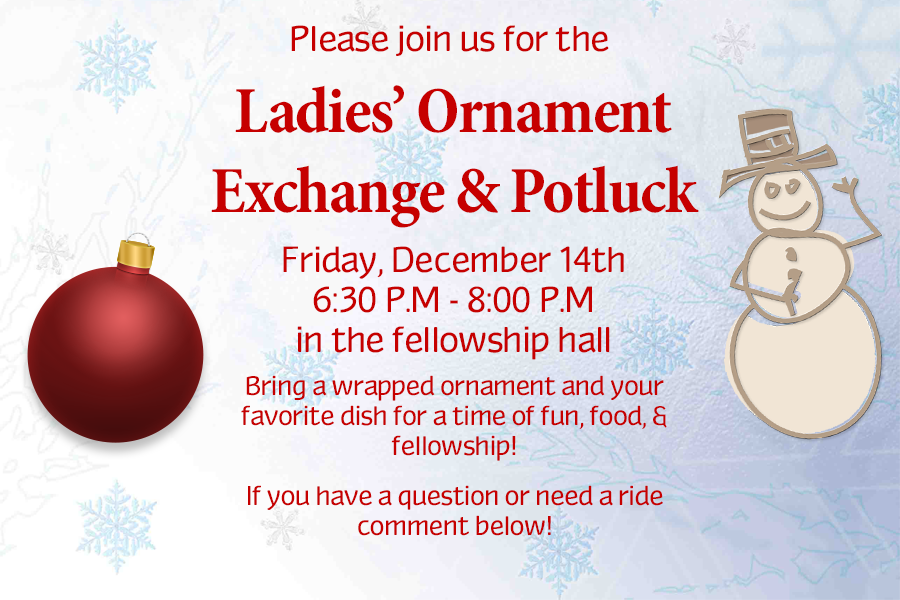 Please join us for the
Ladies’ Ornament
Exchange & Potluck
Friday, December 14th
6:30 P.M - 8:00 P.M
in the fellowship hall
Bring a wrapped ornament and your
favorite dish for a time of fun, food, &
fellowship!
If you have a question or need a ride
comment below!